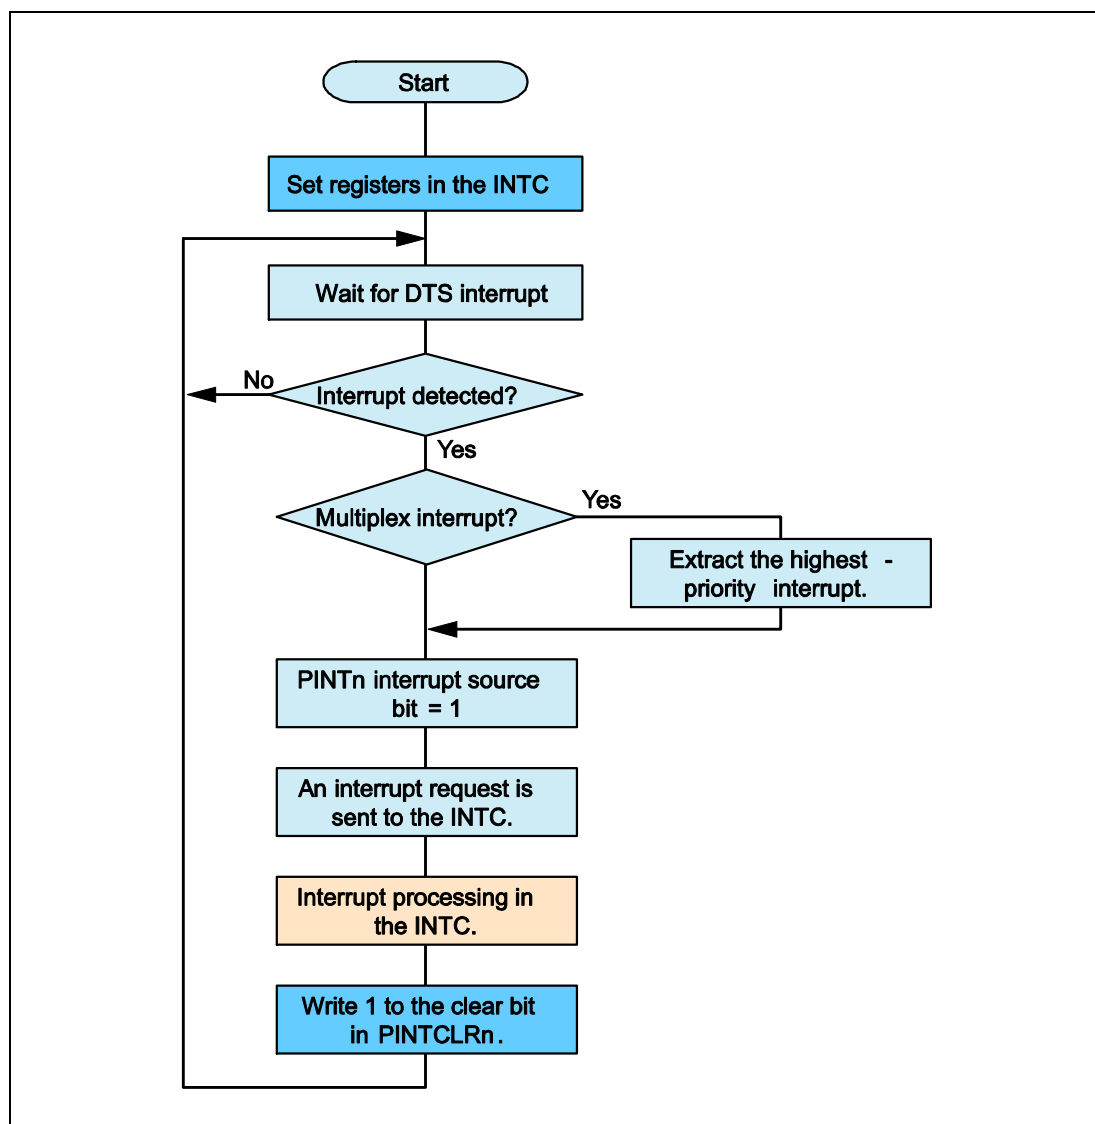 Start
Set registers in the INTC
Wait for DTS interrupt
No
Interrupt detected?
Yes
Multiplex interrupt?
Yes
Extract the highest -
priority interrupt.
PINTn interrupt source
bit = 1
An interrupt request is
sent to the INTC.
Interrupt processing in
the INTC.
Write 1 to the clear bit
in PINTCLRn.